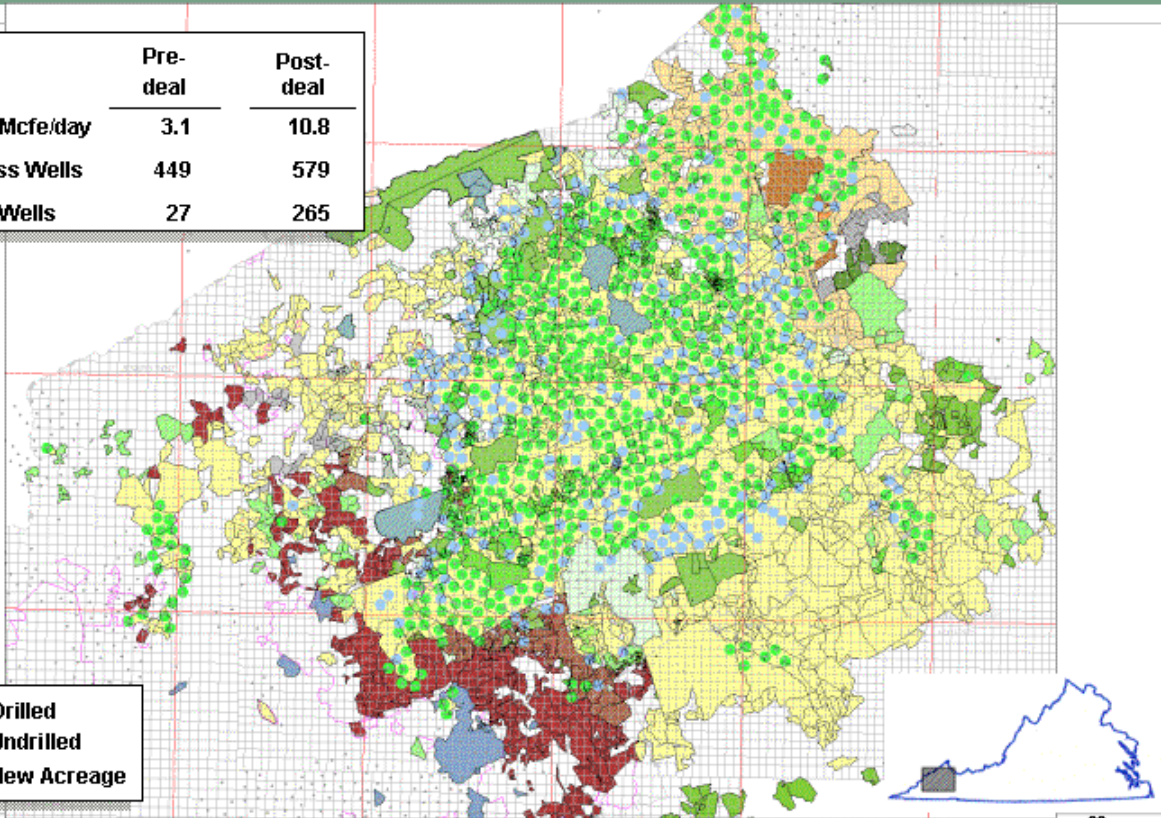 Pre-
deal
Post-
deal
Mcfe/day 3.1 10.8
ss Wells 449 579
Wells 27 265
Drilled
Undrilled
New Acreage